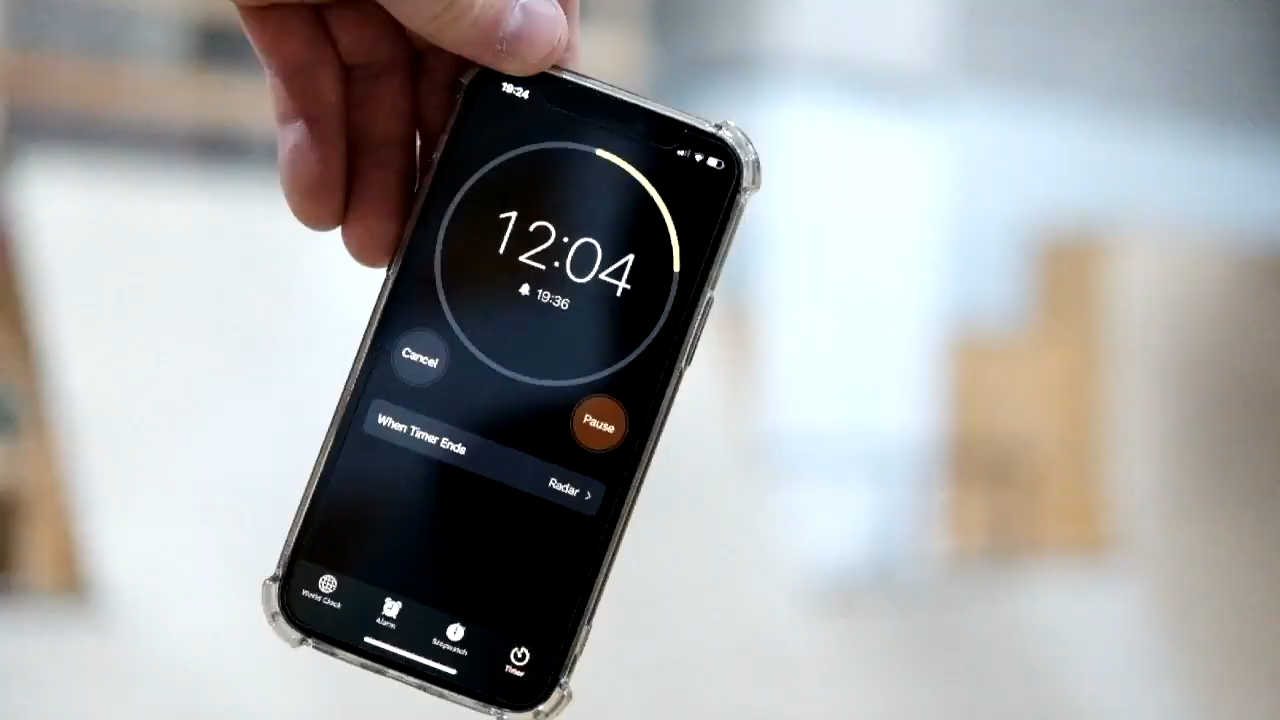 19:24
12:04
19:36
Cancel
Pause
When Timer Ends
Radar
World Clock
Alarm
Stopwatch
Timer